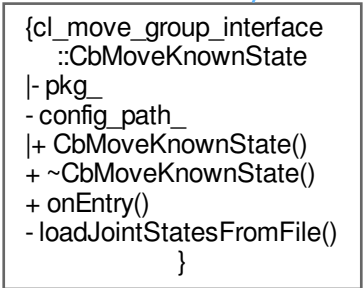 {cl_move_group_interface
::CbMoveKnownState
|- pkg_
- config_path_
|+ CbMoveKnownState()
+ ~CbMoveKnownState()
+ onEntry()
- loadJointStatesFromFile()
}